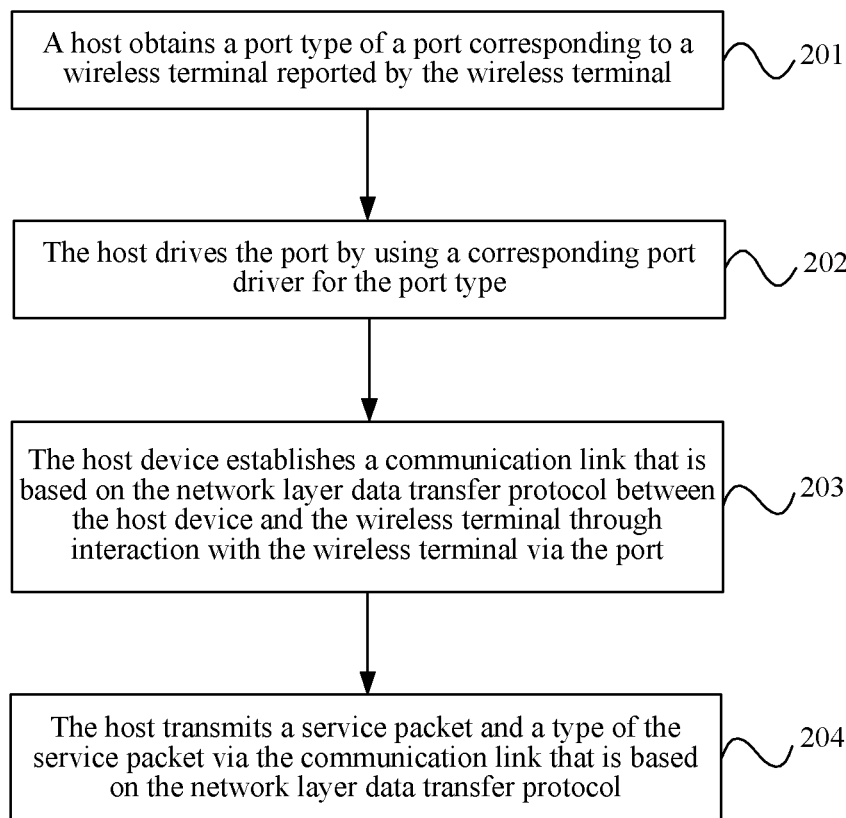 A host obtains a port type of a port corresponding to a
wireless terminal reported by the wireless terminal
201
The host drives the port by using a corresponding port
driver for the port type
202
The host device establishes a communication link that is
based on the network layer data transfer protocol between
the host device and the wireless terminal through
interaction with the wireless terminal via the port
203
The host transmits a service packet and a type of the
service packet via the communication link that is based
on the network layer data transfer protocol
204